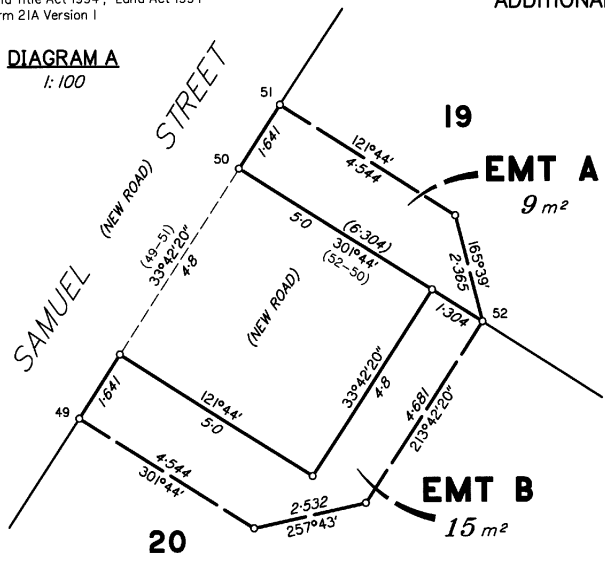 Land Act 1994
Form 21A Version 1
ADDITIONAL
DIAGRAM A
1:100
SAMUEL STREET
(NEW ROAD)
51
19
1·641
121°44'
4·544
EMT A
9 m²
50
5·0
(6·304)
301°44'
(52-50)
165°39'
2·365
(49-51)
33°42'20"
4·8
(NEW ROAD)
1·304
52
33°42'20"
4·8
4·681
213°42'20"
1·641
121°44'
5·0
49
4·544
301°44'
2·532
257°43'
EMT B
15 m²
20